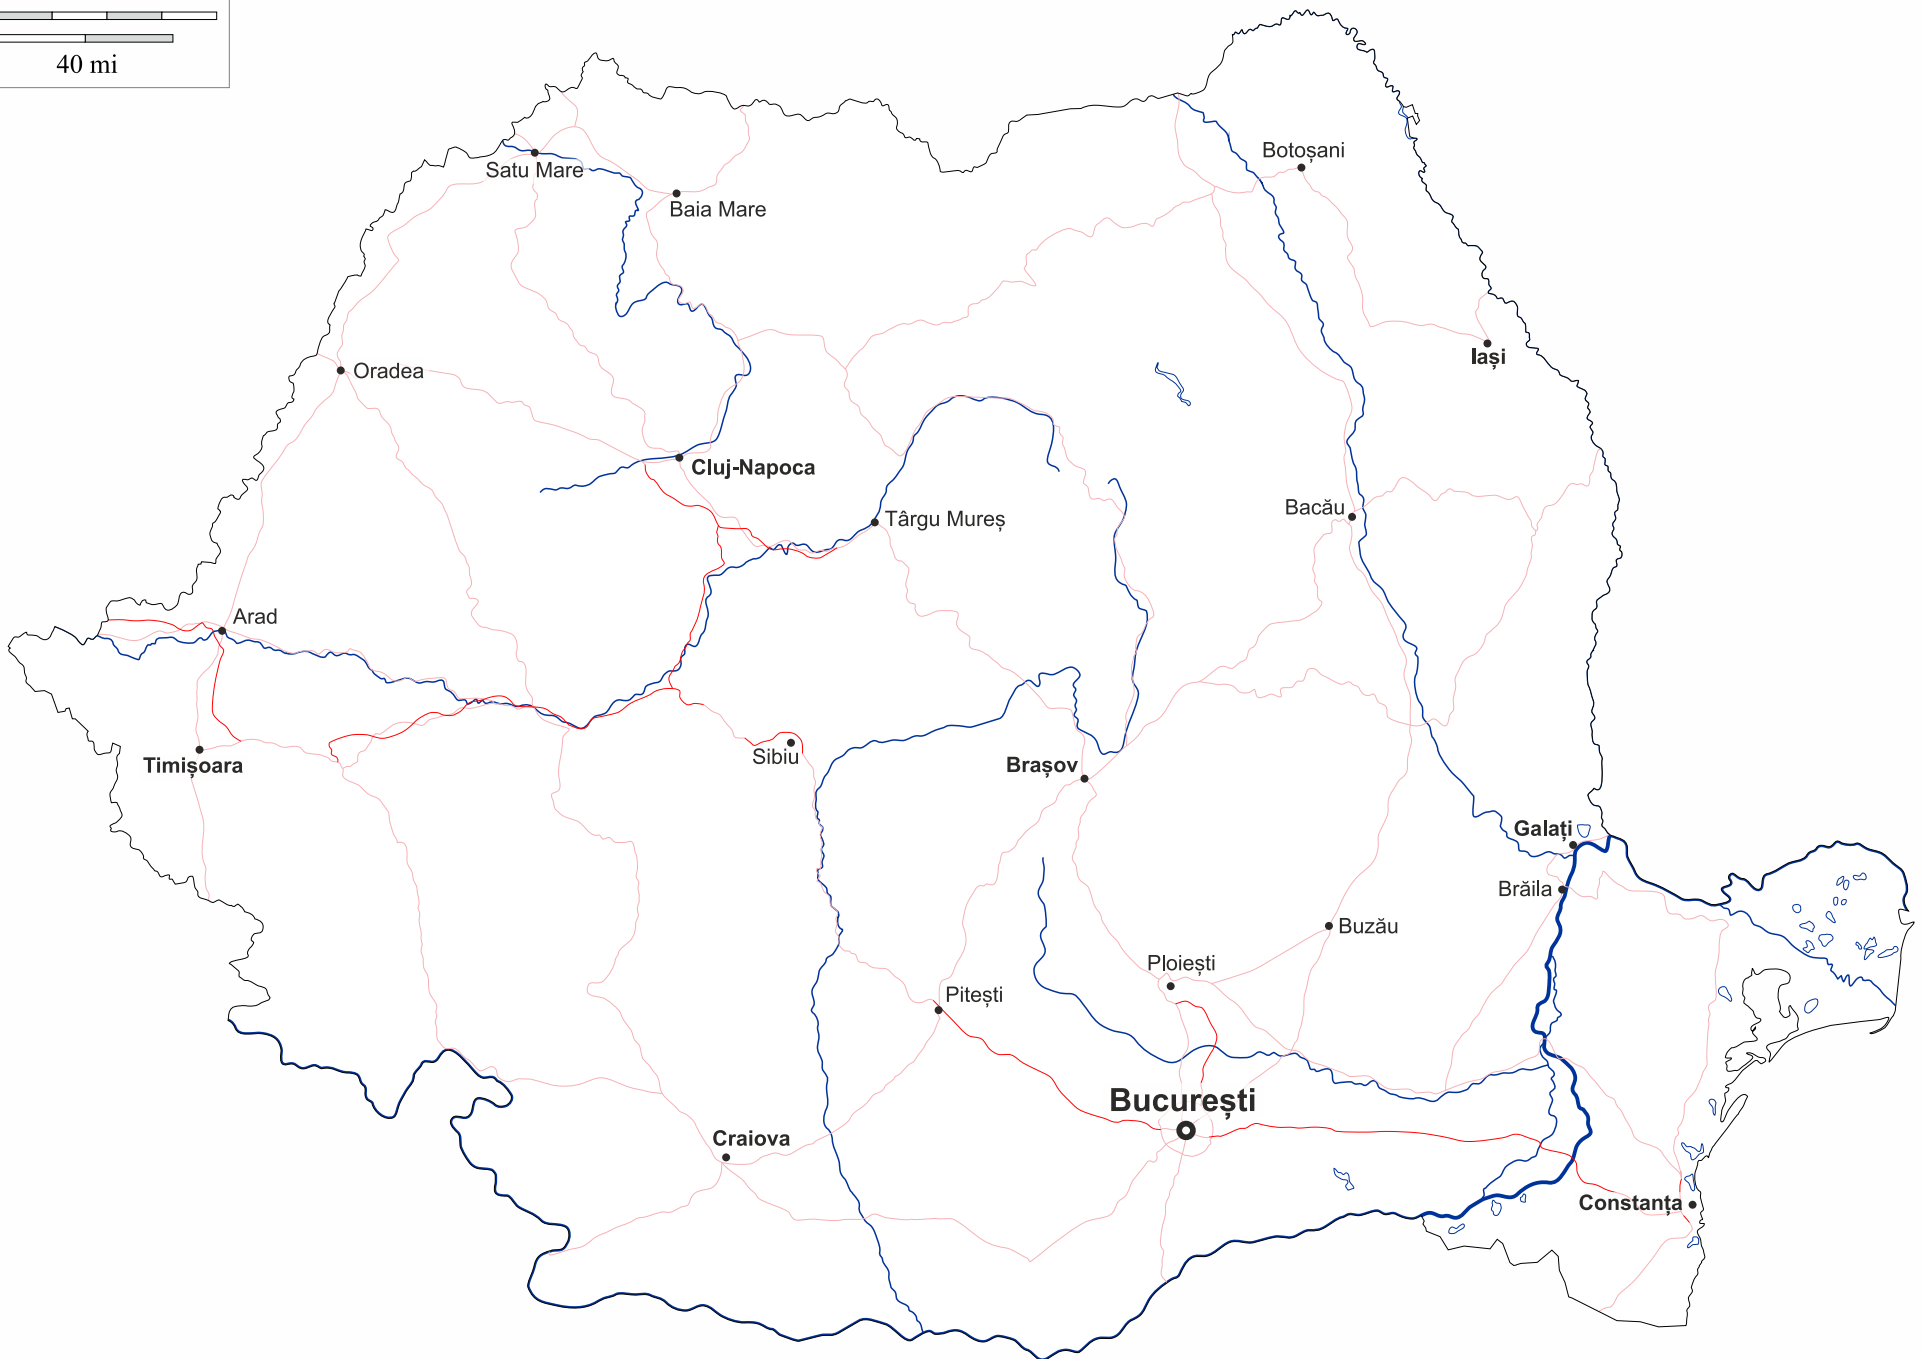 40 mi
Botoșani
Satu Mare
Baia Mare
Iași
Oradea
Cluj-Napoca
Bacău
Târgu Mureș
Arad
Sibiu
Timișoara
Brașov
Galați
Brăila
Buzău
Ploiești
Pitești
București
Craiova
Constanța